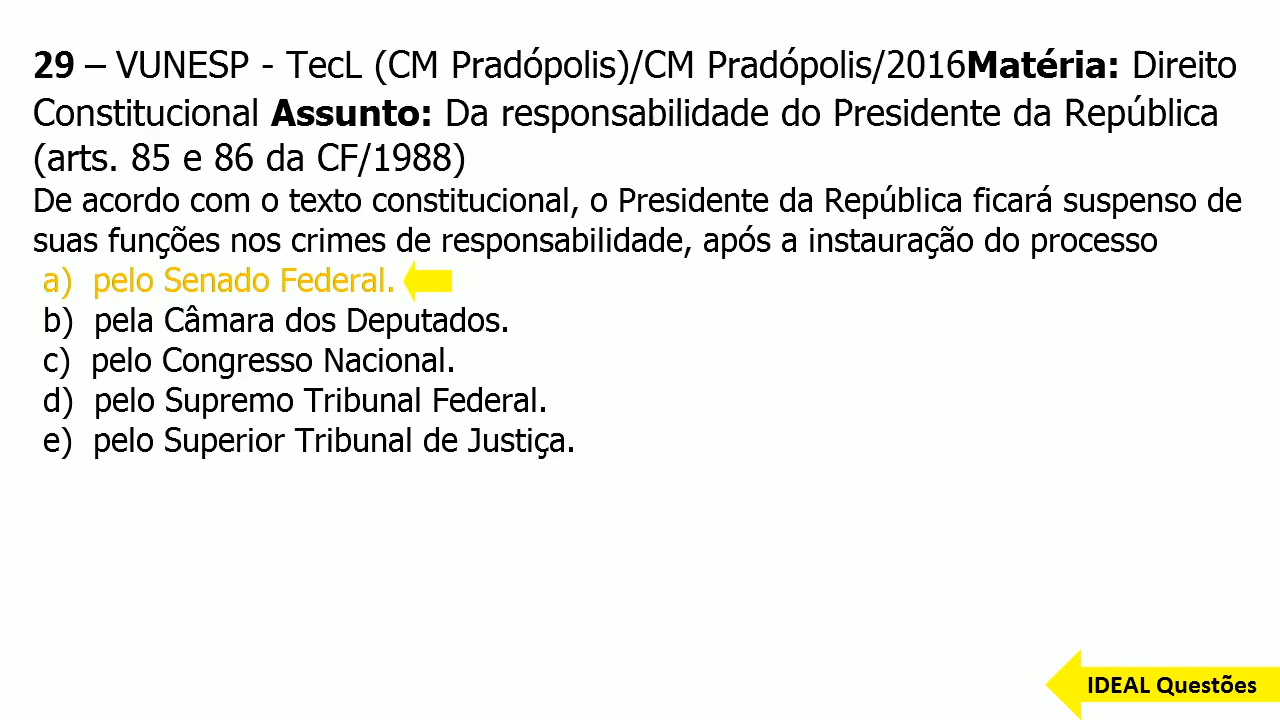 29 – VUNESP - TecL (CM Pradópolis)/CM Pradópolis/2016Matéria: Direito
Constitucional Assunto: Da responsabilidade do Presidente da República
(arts. 85 e 86 da CF/1988)
De acordo com o texto constitucional, o Presidente da República ficará suspenso de
suas funções nos crimes de responsabilidade, após a instauração do processo
a) pelo Senado Federal.
b) pela Câmara dos Deputados.
c) pelo Congresso Nacional.
d) pelo Supremo Tribunal Federal.
e) pelo Superior Tribunal de Justiça.
IDEAL Questões